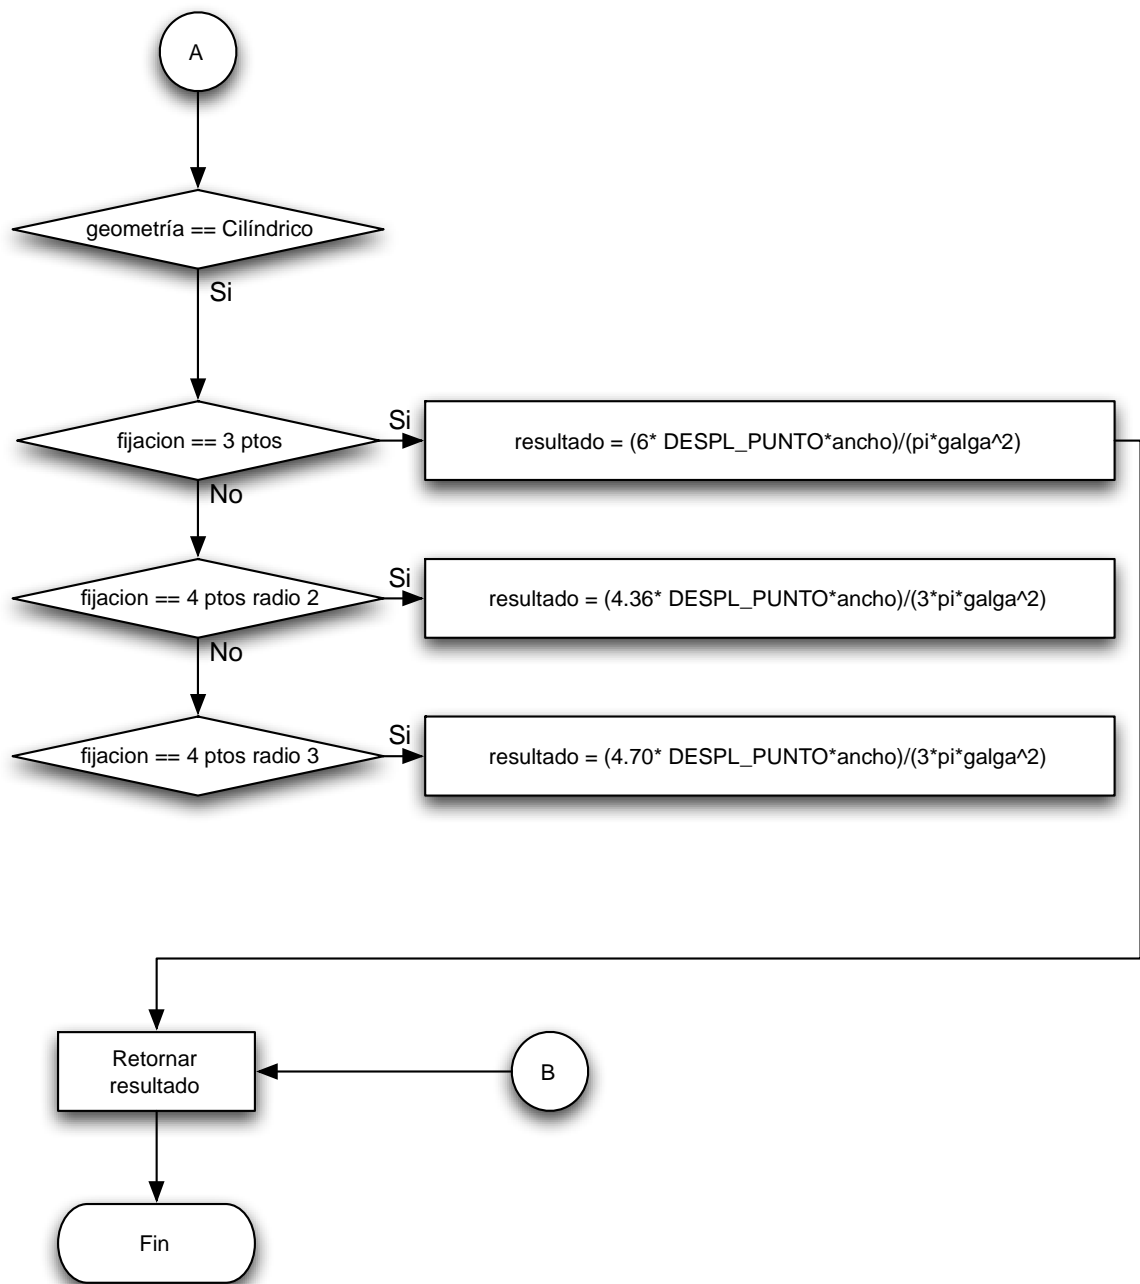 A
geometría == Cilíndrico
Si
fijacion == 3 ptos
Si
resultado = (6* DESPL_PUNTO*ancho)/(pi*galga^2)
No
fijacion == 4 ptos radio 2
Si
resultado = (4.36* DESPL_PUNTO*ancho)/(3*pi*galga^2)
No
fijacion == 4 ptos radio 3
Si
resultado = (4.70* DESPL_PUNTO*ancho)/(3*pi*galga^2)
Retornar
resultado
B
Fin